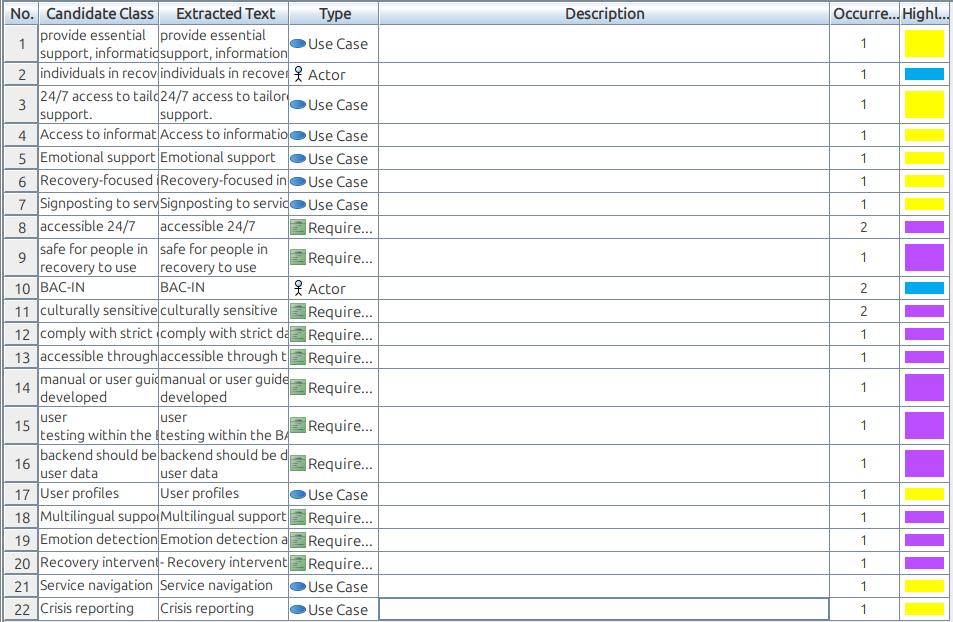 No. Candidate Class Extracted Text Type Description Occurre... Highl...
provide essential provide essential
1 Use Case 1
support, informatio support, information
2 individuals in recov individuals in recover Actor 1
24/7 access to tailo 24/7 access to tailore
3 Use Case 1
support. support.
4 Access to informat Access to informatio Use Case 1
5 Emotional support Emotional support Use Case 1
6 Recovery-focused i Recovery-focused in Use Case 1
7 Signposting to serv Signposting to servic Use Case 1
8 accessible 24/7 accessible 24/7 Require... 2
safe for people in safe for people in
9 Require... 1
recovery to use recovery to use
10 BAC-IN BAC-IN Actor 2
11 culturally sensitive culturally sensitive Require... 2
12 comply with strict comply with strict da Require... 1
13 accessible through accessible through t Require... 1
manual or user guid manual or user guide
14 Require... 1
developed developed
user user
15 Require... 1
testing within the B testing within the BA
backend should be backend should be d
16 Require... 1
user data user data
17 User profiles User profiles Use Case 1
18 Multilingual suppo Multilingual support Require... 1
19 Emotion detection Emotion detection a Require... 1
20 Recovery intervent - Recovery intervent Require... 1
21 Service navigation Service navigation Use Case 1
22 Crisis reporting Crisis reporting Use Case 1